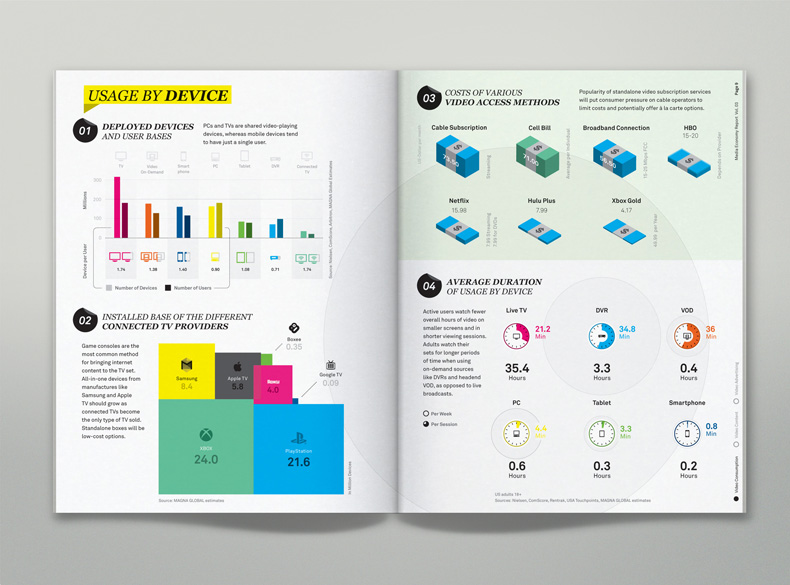 USAGE BY DEVICE
01
DEPLOYED DEVICES
AND USER BASES
PCs and TVs are shared video-playing
devices, whereas mobile devices tend
to have just a single user.
TV
Video
On-Demand
Smart
phone
PC
Tablet
DVR
Connected
TV
Millions
300
200
100
0
Device per User
1.74
1.28
1.40
0.90
1.08
0.71
1.74
Number of Devices
Number of Users
Source: Nielsen, ComScore, Arbitron, MAGNA Global Estimates
02
INSTALLED BASE OF THE DIFFERENT
CONNECTED TV PROVIDERS
Game consoles are the
most common method
for bringing internet
content to the TV set.
All-in-one devices from
manufactures like
Samsung and Apple
TV should grow as
connected TVs become
the only type of TV sold.
Standalone boxes will be
low-cost options.
Samsung
8.4
Apple TV
5.8
Roku
4.0
Boxee
0.35
Google TV
0.09
XBOX
24.0
PlayStation
21.6
In Million Devices
Source: MAGNA GLOBAL estimates
03
COSTS OF VARIOUS
VIDEO ACCESS METHODS
Popularity of standalone video subscription services
will put consumer pressure on cable operators to
limit costs and potentially offer à la carte options.
Cable Subscription
73.50
Streaming
Cell Bill
71.00
Average per Individual
Broadband Connection
56.50
15-25 Mbps FCC
HBO
15-20
Depends on Provider
Netflix
15.98
7.99 Streaming
7.99 for DVDs
Hulu Plus
7.99
Xbox Gold
4.17
49.99 per Year
04
AVERAGE DURATION
OF USAGE BY DEVICE
Active users watch fewer
overall hours of video on
smaller screens and in
shorter viewing sessions.
Adults watch their
sets for longer periods
of time when using
on-demand sources
like DVRs and headend
VOD, as opposed to live
broadcasts.
Per Week
Per Session
Live TV
21.2
Min
35.4
Hours
DVR
34.8
Min
3.3
Hours
VOD
36
Min
0.4
Hours
PC
4.4
Min
0.6
Hours
Tablet
3.3
Min
0.3
Hours
Smartphone
0.8
Min
0.2
Hours
US adults 18+
Sources: Nielsen, ComScore, Rentrak, USA Touchpoints, MAGNA GLOBAL estimates
Page 9
Media Economy Report Vol. 03
Video Advertising
Video Content
Video Consumption